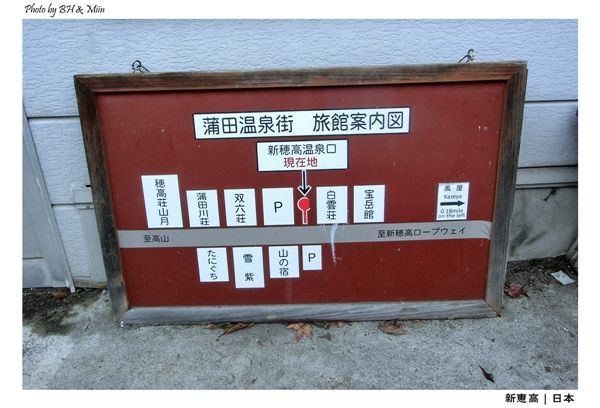 Photo by BH & Miin
蒲田温泉街 旅館案内図
新穂高温泉口
現在地
穂高荘山月
蒲田川荘
双六荘
P
白雲荘
宝岳館
風屋
Kazeya
0.18mile
on the left
至高山
至新穂高ロープウェイ
たにぐち
雪紫
山の宿
P
新恵高 | 日本